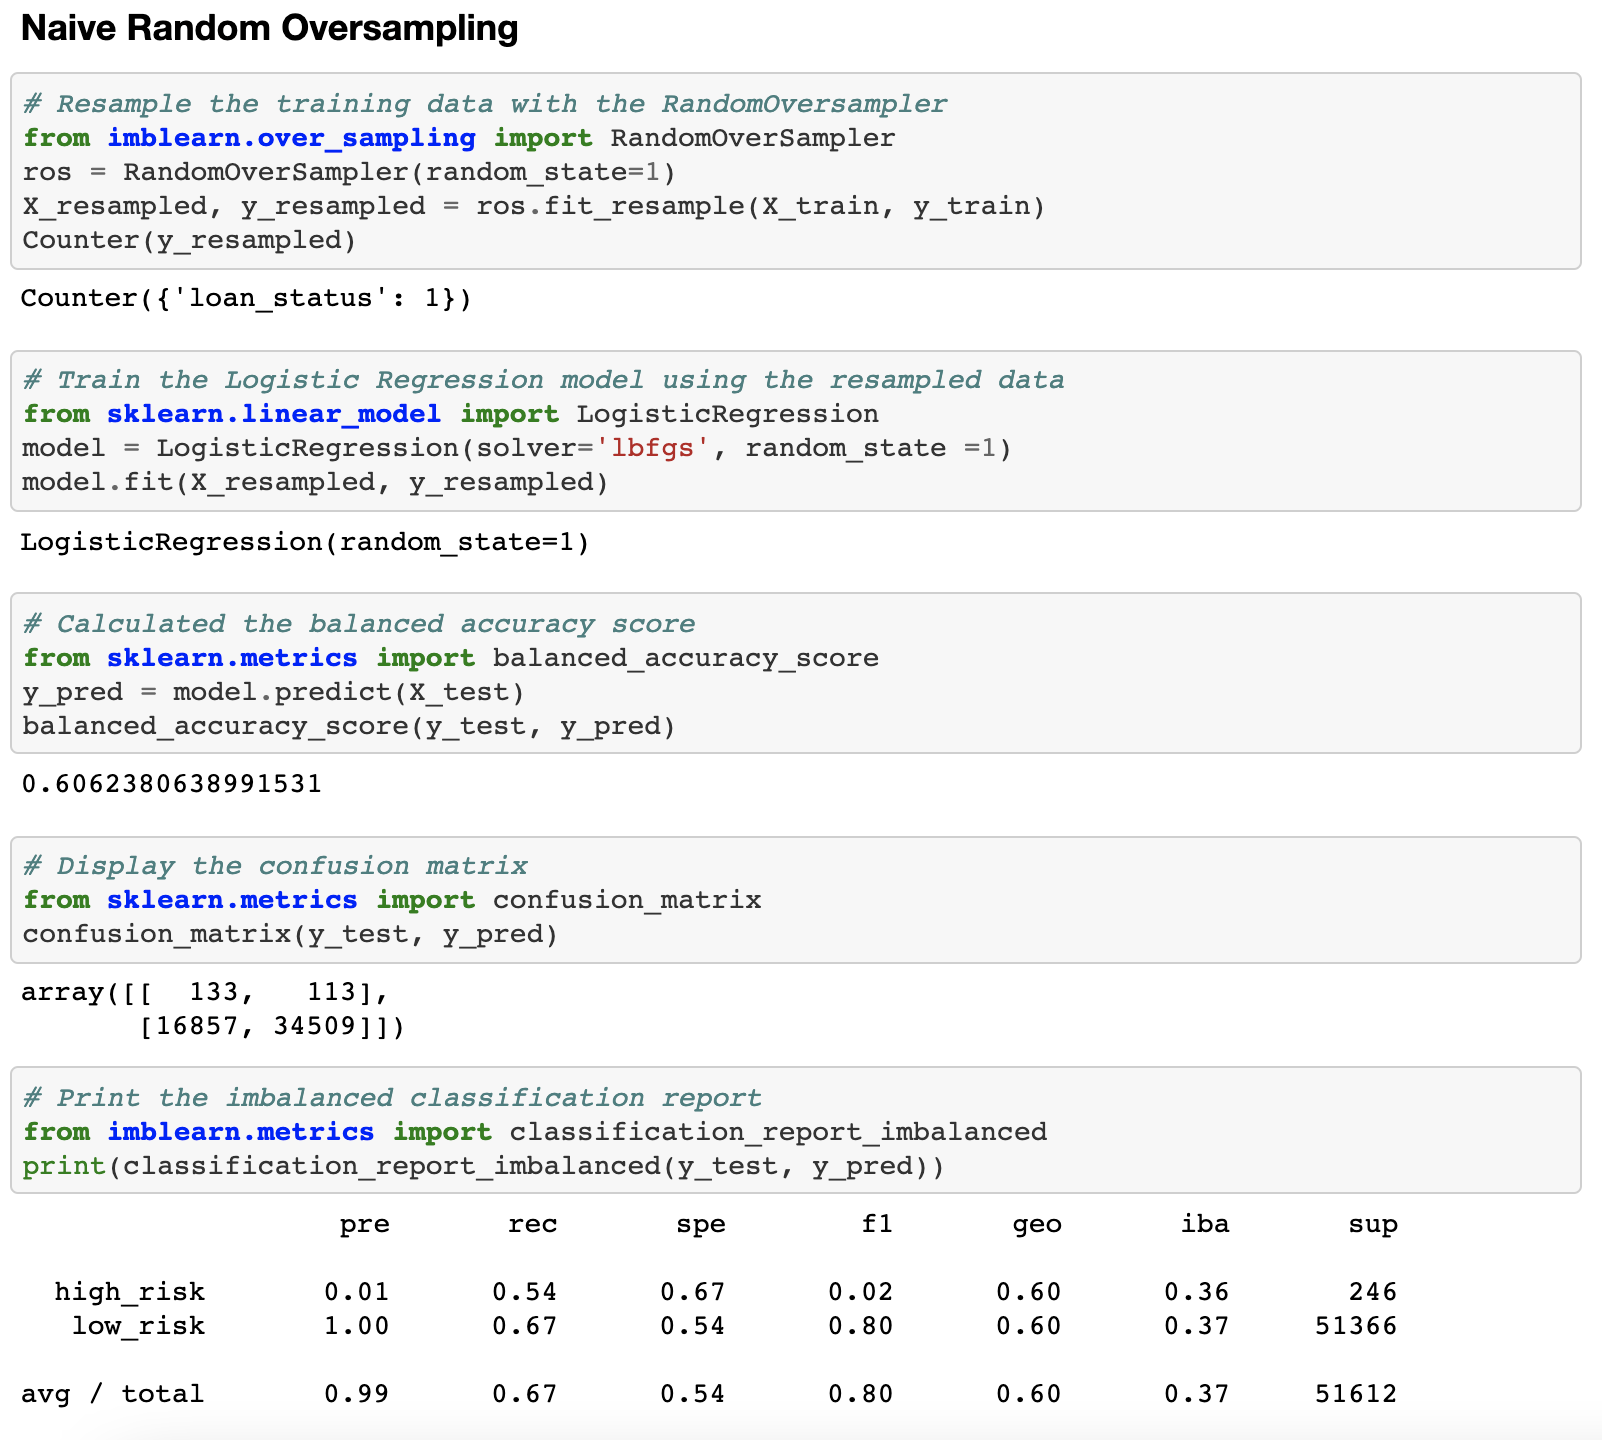 Naive Random Oversampling
# Resample the training data with the RandomOversampler
from imblearn.over_sampling import RandomOverSampler
ros = RandomOverSampler(random_state=1)
X_resampled, y_resampled = ros.fit_resample(X_train, y_train)
Counter(y_resampled)
Counter({'loan_status': 1})
# Train the Logistic Regression model using the resampled data
from sklearn.linear_model import LogisticRegression
model = LogisticRegression(solver='lbfgs', random_state =1)
model.fit(X_resampled, y_resampled)
LogisticRegression(random_state=1)
# Calculated the balanced accuracy score
from sklearn.metrics import balanced_accuracy_score
y_pred = model.predict(X_test)
balanced_accuracy_score(y_test, y_pred)
0.6062380638991531
# Display the confusion matrix
from sklearn.metrics import confusion_matrix
confusion_matrix(y_test, y_pred)
array([[  133,   113],
       [16857, 34509]])
# Print the imbalanced classification report
from imblearn.metrics import classification_report_imbalanced
print(classification_report_imbalanced(y_test, y_pred))
                   pre       rec       spe        f1       geo       iba       sup
  high_risk       0.01      0.54      0.67      0.02      0.60      0.36       246
   low_risk       1.00      0.67      0.54      0.80      0.60      0.37     51366
avg / total       0.99      0.67      0.54      0.80      0.60      0.37     51612